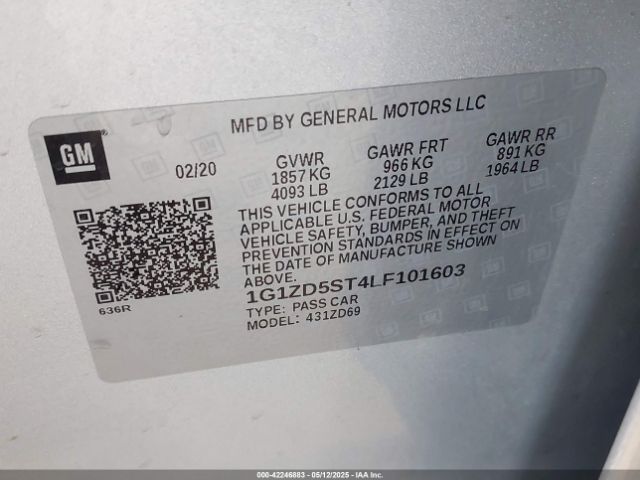 MFD BY GENERAL MOTORS LLC
GM
02/20
GVWR
1857 KG
4093 LB
GAWR FRT
966 KG
2129 LB
GAWR RR
891 KG
1964 LB
THIS VEHICLE CONFORMS TO ALL
APPLICABLE U.S. FEDERAL MOTOR
VEHICLE SAFETY, BUMPER, AND THEFT
PREVENTION STANDARDS IN EFFECT ON
THE DATE OF MANUFACTURE SHOWN
ABOVE.
1G1ZD5ST4LF101603
TYPE: PASS CAR
MODEL: 431ZD69
636R
000-42246883 - 05/12/2025 - IAA Inc.